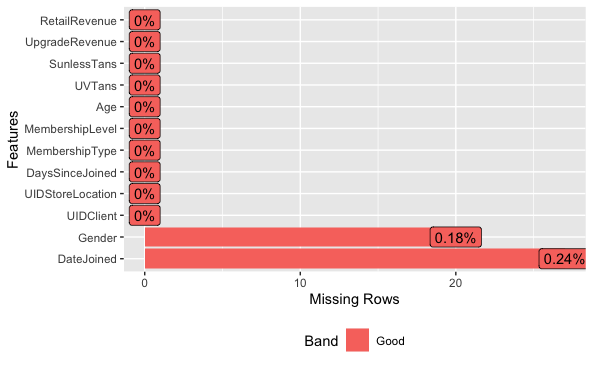 RetailRevenue 0%
UpgradeRevenue 0%
SunlessTans 0%
UVTans 0%
Age 0%
MembershipLevel 0%
MembershipType 0%
DaysSinceJoined 0%
UIDStoreLocation 0%
UIDClient 0%
Gender 0.18%
DateJoined 0.24%
Features
0 10 20
Missing Rows
Band Good